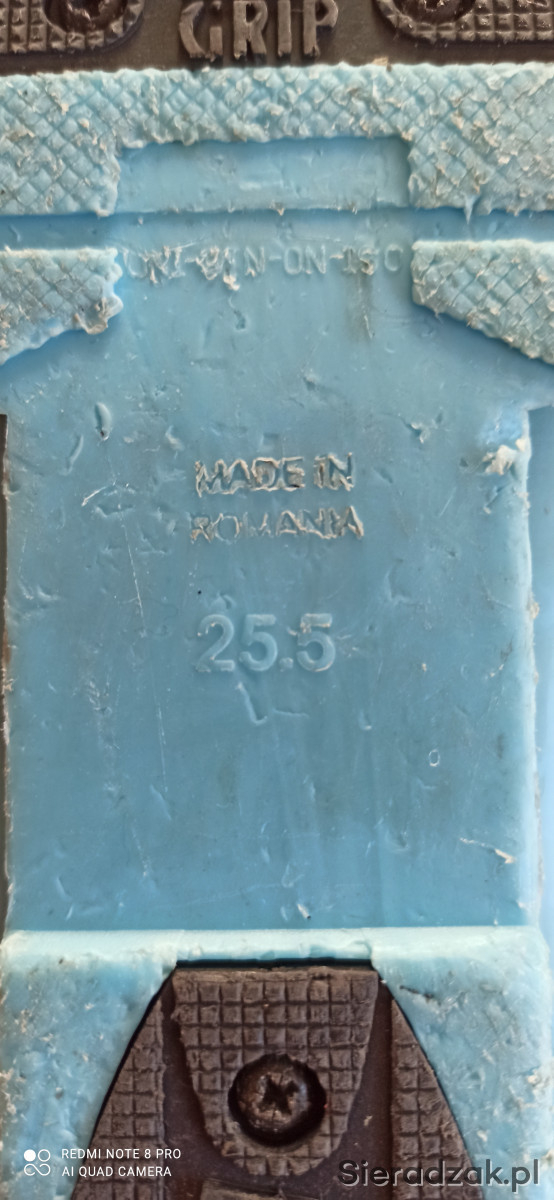 GRIP
MADE IN
ROMANIA
25.5
REDMI NOTE 8 PRO
AI QUAD CAMERA
Sieradzak.pl